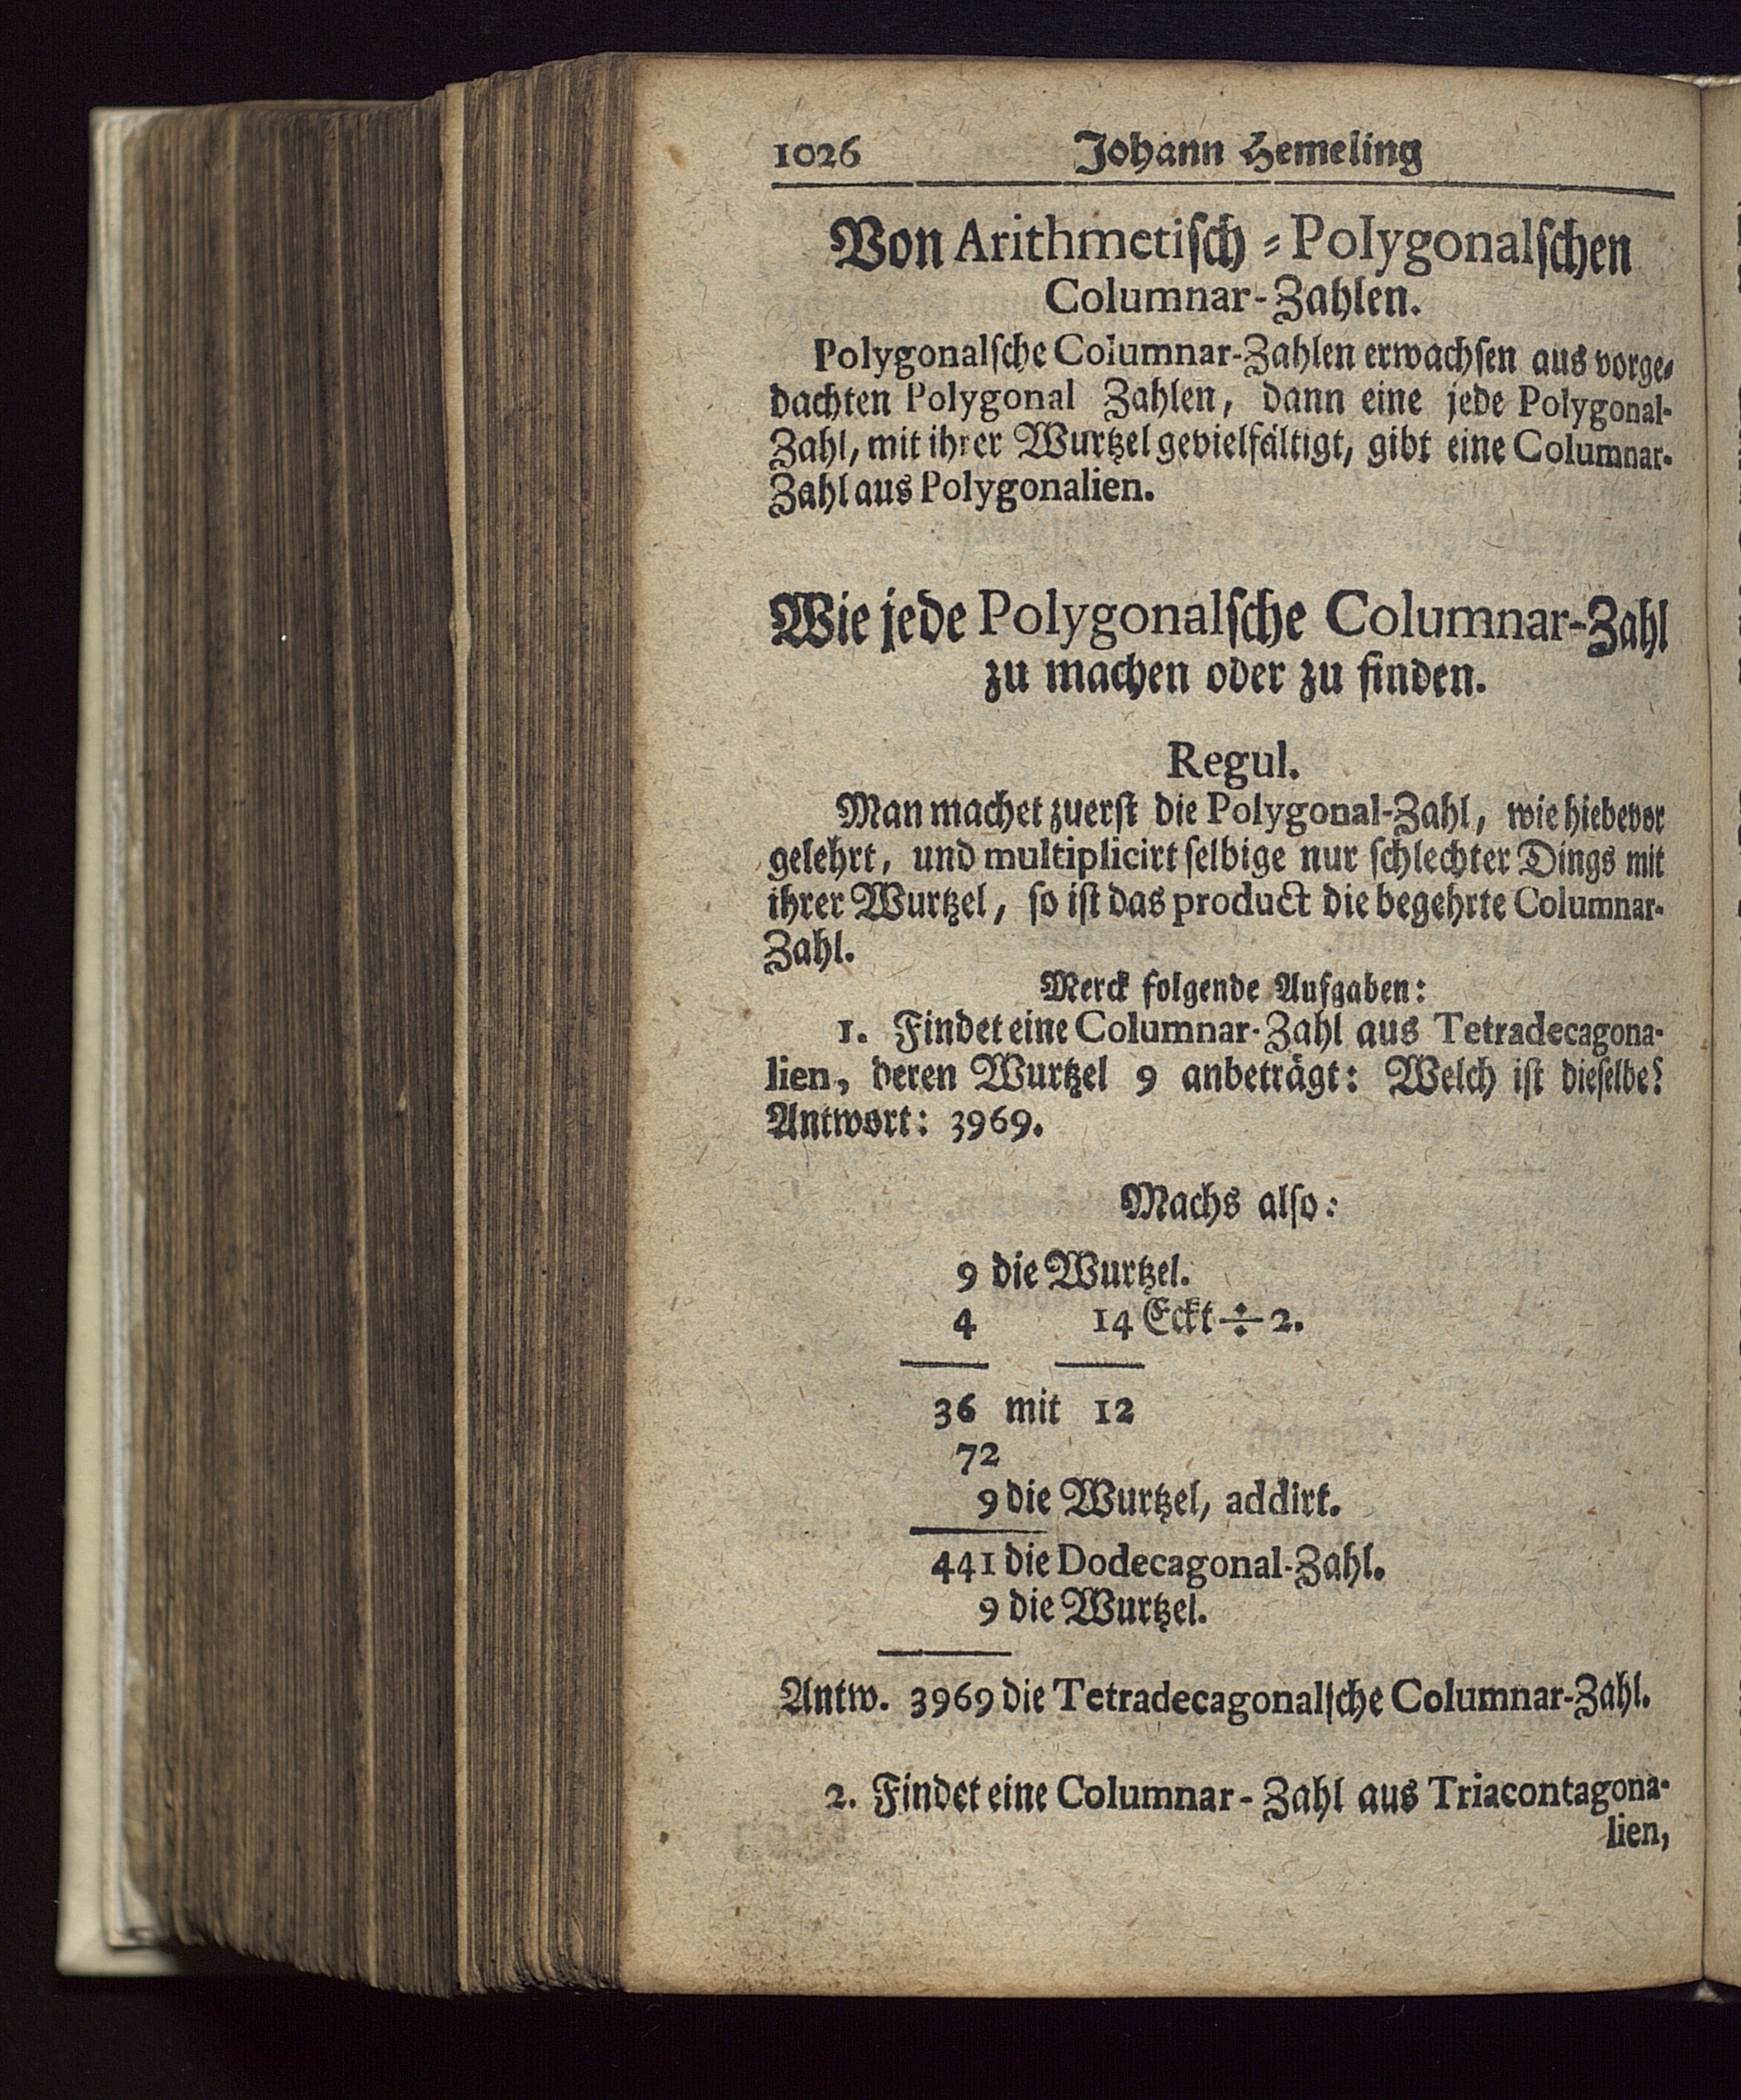 1026 Johann Hemeling
Von Arithmetisch⸗Polygonalschen
Columnar-Zahlen.
Polygonalsche Columnar-Zahlen erwachsen aus vorge⸗
dachten Polygonal Zahlen, dann eine jede Polygonal-
Zahl, mit ihrer Wurtzel gevielfältigt, gibt eine Columnar-
Zahl aus Polygonalien.
Wie jede Polygonalsche Columnar-Zahl
zu machen oder zu finden.
Regul.
Man machet zuerst die Polygonal-Zahl, wie hiebevor
gelehrt, und multiplicirt selbige nur schlechter Dings mit
ihrer Wurtzel, so ist das product die begehrte Columnar-
Zahl.
Merck folgende Aufgaben:
1. Findet eine Columnar-Zahl aus Tetradecagona-
lien, deren Wurtzel 9 anbeträgt: Welch ist dieselbe?
Antwort: 3969.
Machs also:
9 die Wurtzel.
4 14 Eckt ÷ 2.
36 mit 12
72
9 die Wurtzel, addirt.
441 die Dodecagonal-Zahl.
9 die Wurtzel.
Antw. 3969 die Tetradecagonalsche Columnar-Zahl.
2. Findet eine Columnar-Zahl aus Triacontagona-
lien,